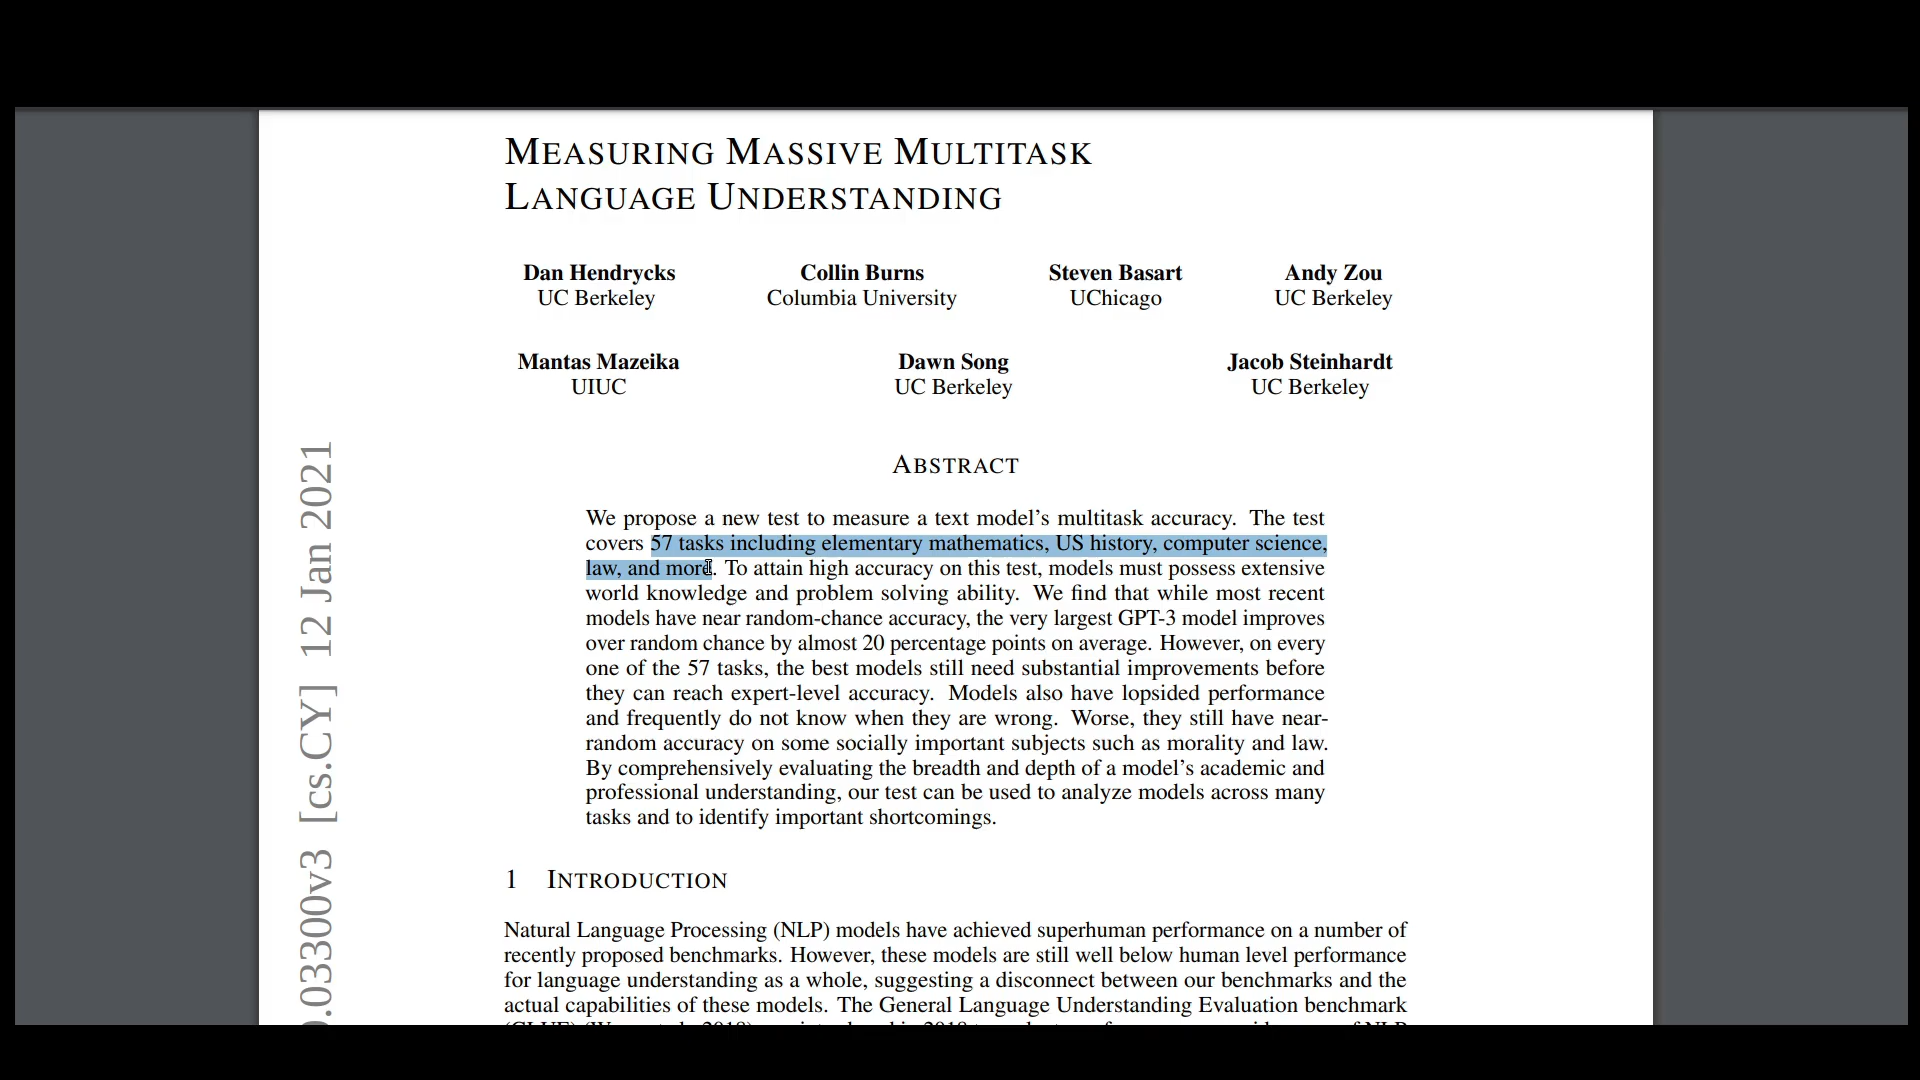 MEASURING MASSIVE MULTITASK
LANGUAGE UNDERSTANDING
Dan Hendrycks Collin Burns Steven Basart Andy Zou
UC Berkeley Columbia University UChicago UC Berkeley
Mantas Mazeika Dawn Song Jacob Steinhardt
UIUC UC Berkeley UC Berkeley
ABSTRACT
We propose a new test to measure a text model's multitask accuracy. The test
covers 57 tasks including elementary mathematics, US history, computer science,
law, and more. To attain high accuracy on this test, models must possess extensive
world knowledge and problem solving ability. We find that while most recent
models have near random-chance accuracy, the very largest GPT-3 model improves
over random chance by almost 20 percentage points on average. However, on every
one of the 57 tasks, the best models still need substantial improvements before
they can reach expert-level accuracy. Models also have lopsided performance
and frequently do not know when they are wrong. Worse, they still have near-
random accuracy on some socially important subjects such as morality and law.
By comprehensively evaluating the breadth and depth of a model's academic and
professional understanding, our test can be used to analyze models across many
tasks and to identify important shortcomings.
1 INTRODUCTION
Natural Language Processing (NLP) models have achieved superhuman performance on a number of
recently proposed benchmarks. However, these models are still well below human level performance
for language understanding as a whole, suggesting a disconnect between our benchmarks and the
actual capabilities of these models. The General Language Understanding Evaluation benchmark
.03300v3 [cs.CY] 12 Jan 2021